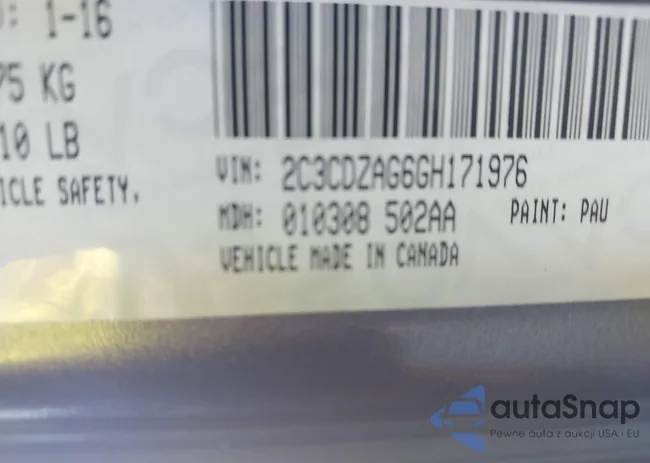 : 1-16
75 KG
10 LB
ICLE SAFETY.
VIN: 2C3CDZAG6GH171976
MDH: 010308 502AA PAINT: PAU
VEHICLE MADE IN CANADA
autaSnap
Pewne auta z aukcji USA i EU